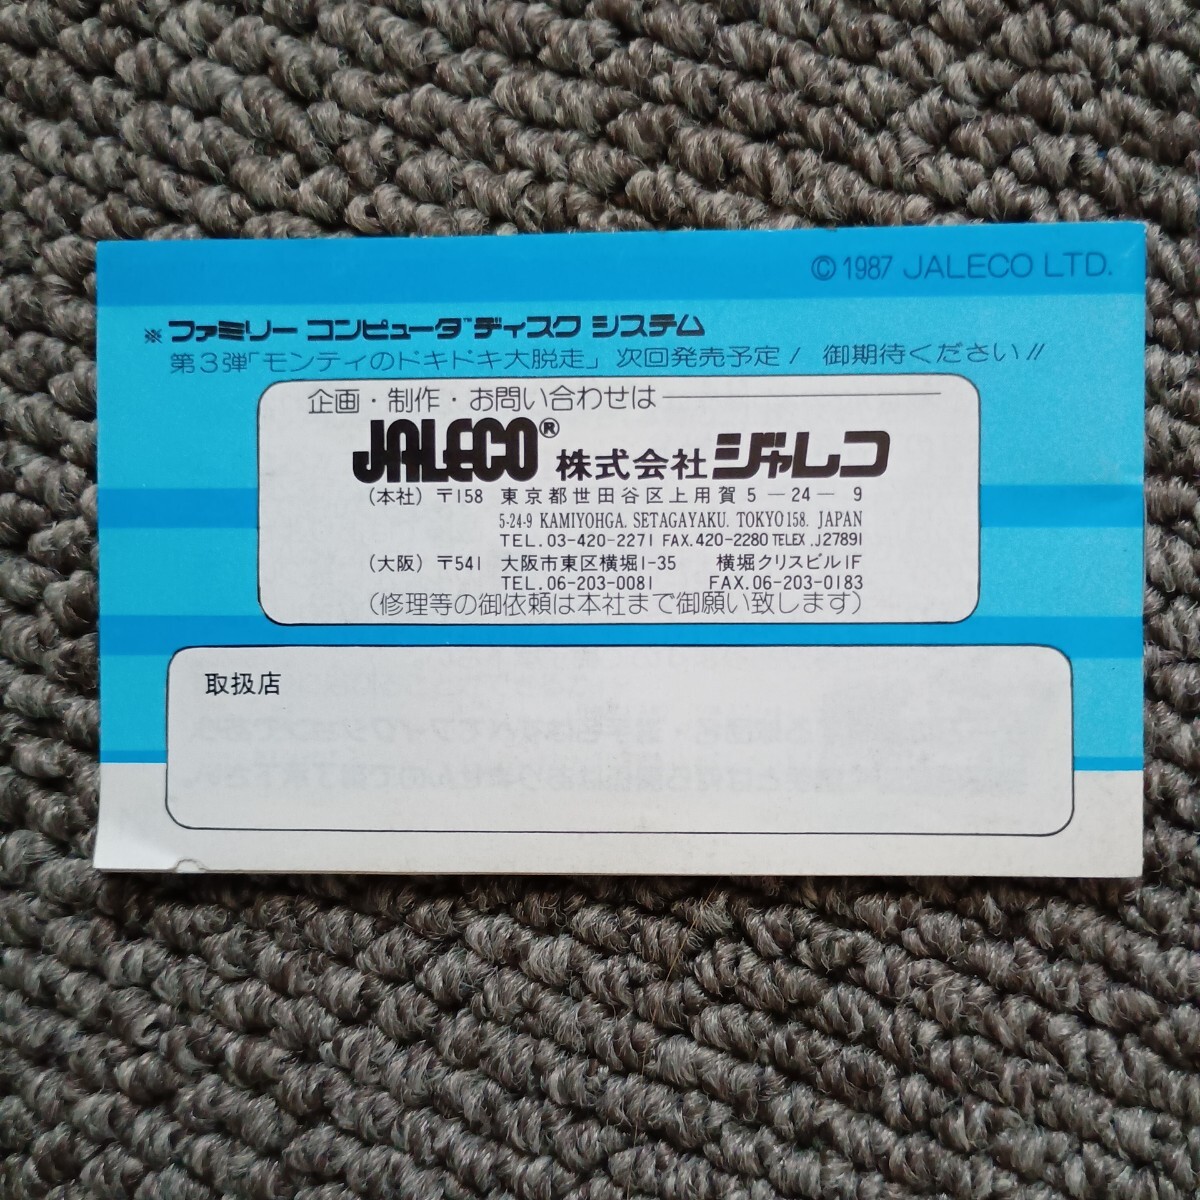 © 1987 JALECO LTD.
※ ファミリー コンピュータ™ ディスク システム
第3弾「モンティのドキドキ大脱走」次回発売予定! 御期待ください!!
企画・制作・お問い合わせは
JALECO® 株式会社ジャレコ
(本社) 〒158 東京都世田谷区上用賀5-24-9
5-24-9 KAMIYOHGA. SETAGAYAKU. TOKYO 158. JAPAN
TEL.03-420-2271 FAX.420-2280 TELEX.J27891
(大阪) 〒541 大阪市東区横堀1-35 横堀クリスビル1F
TEL.06-203-0081 FAX.06-203-0183
(修理等の御依頼は本社まで御願い致します)
取扱店